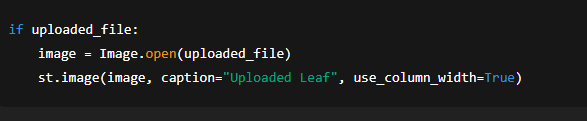 if uploaded_file:
    image = Image.open(uploaded_file)
    st.image(image, caption="Uploaded Leaf", use_column_width=True)